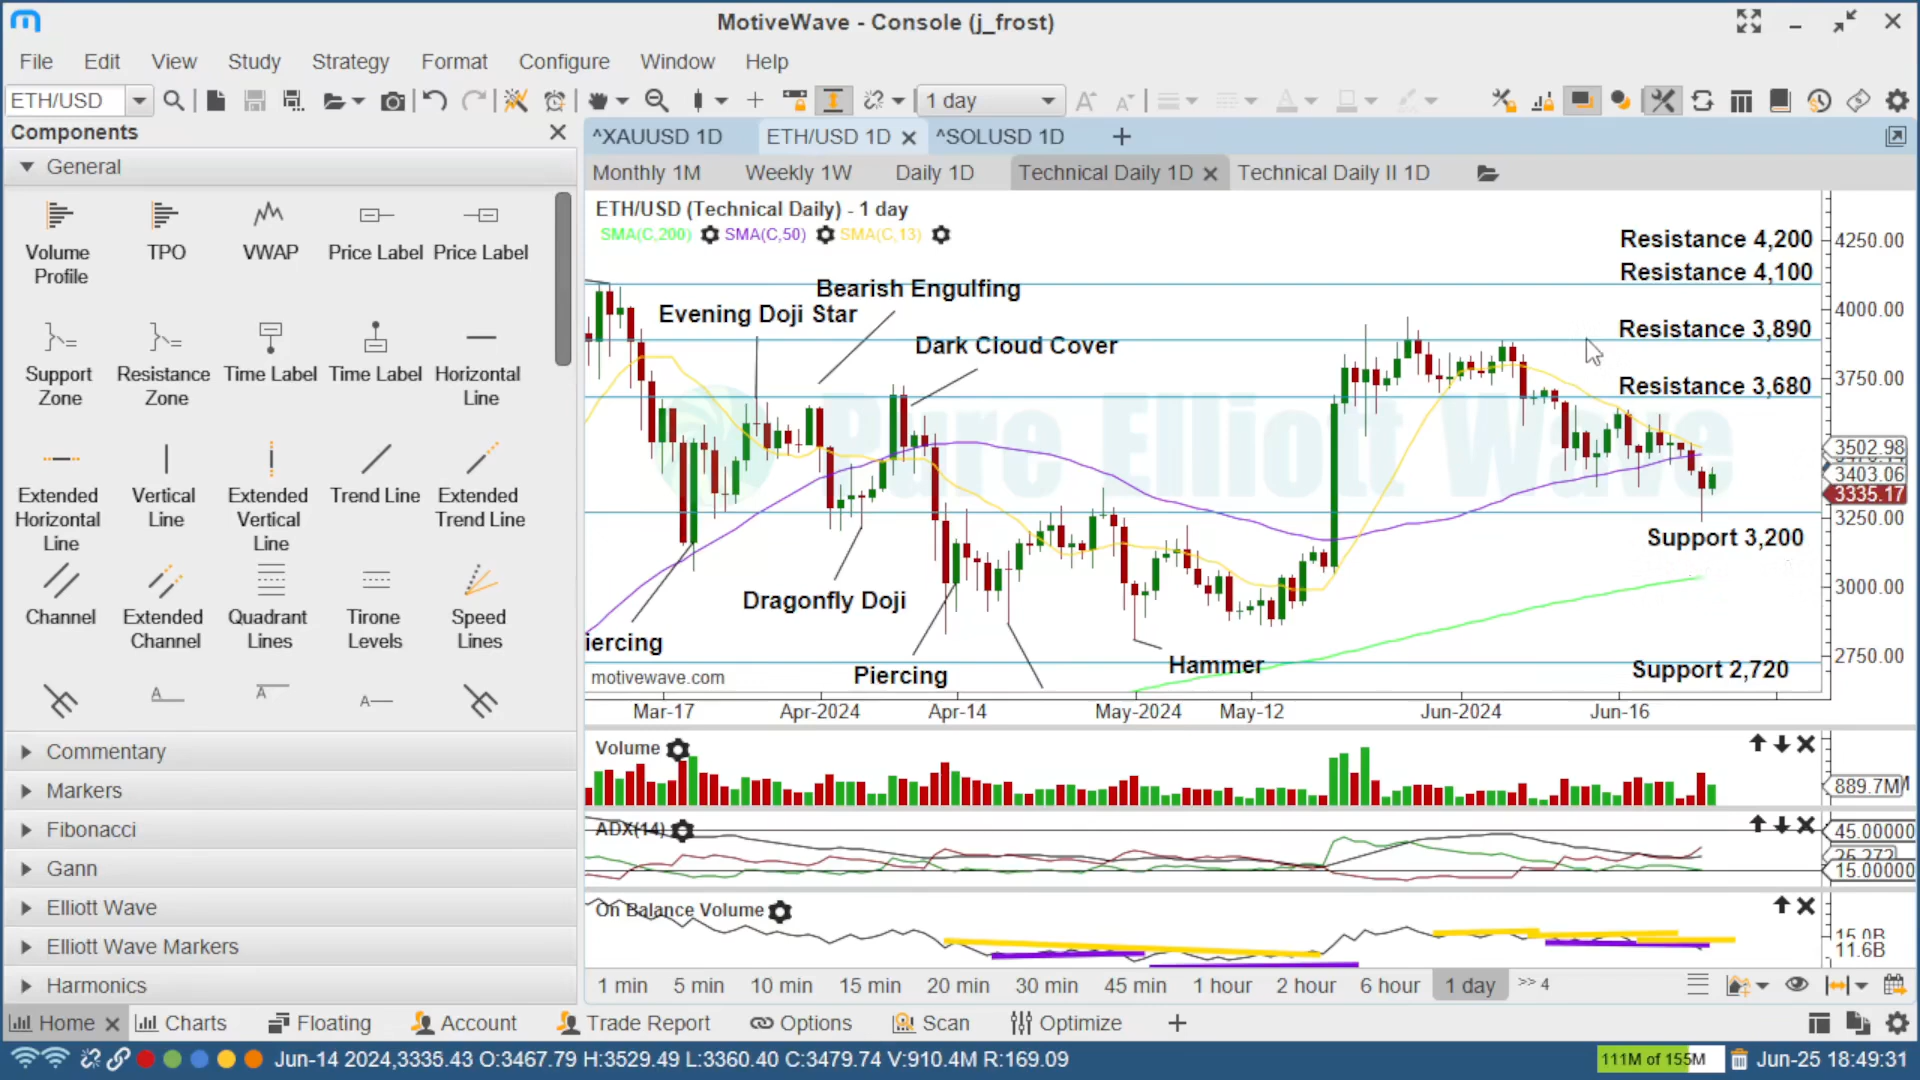 MotiveWave - Console (j_frost)
File Edit View Study Strategy Format Configure Window Help
ETH/USD
1 day
Components
^XAUUSD 1D ETH/USD 1D ^SOLUSD 1D
General
Monthly 1M Weekly 1W Daily 1D Technical Daily 1D Technical Daily II 1D
ETH/USD (Technical Daily) - 1 day
SMA(C,200) SMA(C,50) SMA(C,13)
Volume Profile
TPO
VWAP
Price Label
Price Label
Support Zone
Resistance Zone
Time Label
Time Label
Horizontal Line
Extended Horizontal Line
Vertical Line
Extended Vertical Line
Trend Line
Extended Trend Line
Channel
Extended Channel
Quadrant Lines
Tirone Levels
Speed Lines
Commentary
Markers
Fibonacci
Gann
Elliott Wave
Elliott Wave Markers
Harmonics
Resistance 4,200
Resistance 4,100
Bearish Engulfing
Evening Doji Star
Resistance 3,890
Dark Cloud Cover
Resistance 3,680
Pure Elliott Wave
Support 3,200
Dragonfly Doji
iercing
Hammer
Piercing
Support 2,720
motivewave.com
4250.00
4000.00
3750.00
3502.98
3403.06
3335.17
3250.00
3000.00
2750.00
Mar-17 Apr-2024 Apr-14 May-2024 May-12 Jun-2024 Jun-16
Volume
889.7M
ADX(14)
45.00000
15.00000
On Balance Volume
15.0B
11.6B
1 min 5 min 10 min 15 min 20 min 30 min 45 min 1 hour 2 hour 6 hour 1 day >> 4
Home Charts Floating Account Trade Report Options Scan Optimize
Jun-14 2024,3335.43 O:3467.79 H:3529.49 L:3360.40 C:3479.74 V:910.4M R:169.09
111M of 155M
Jun-25 18:49:31